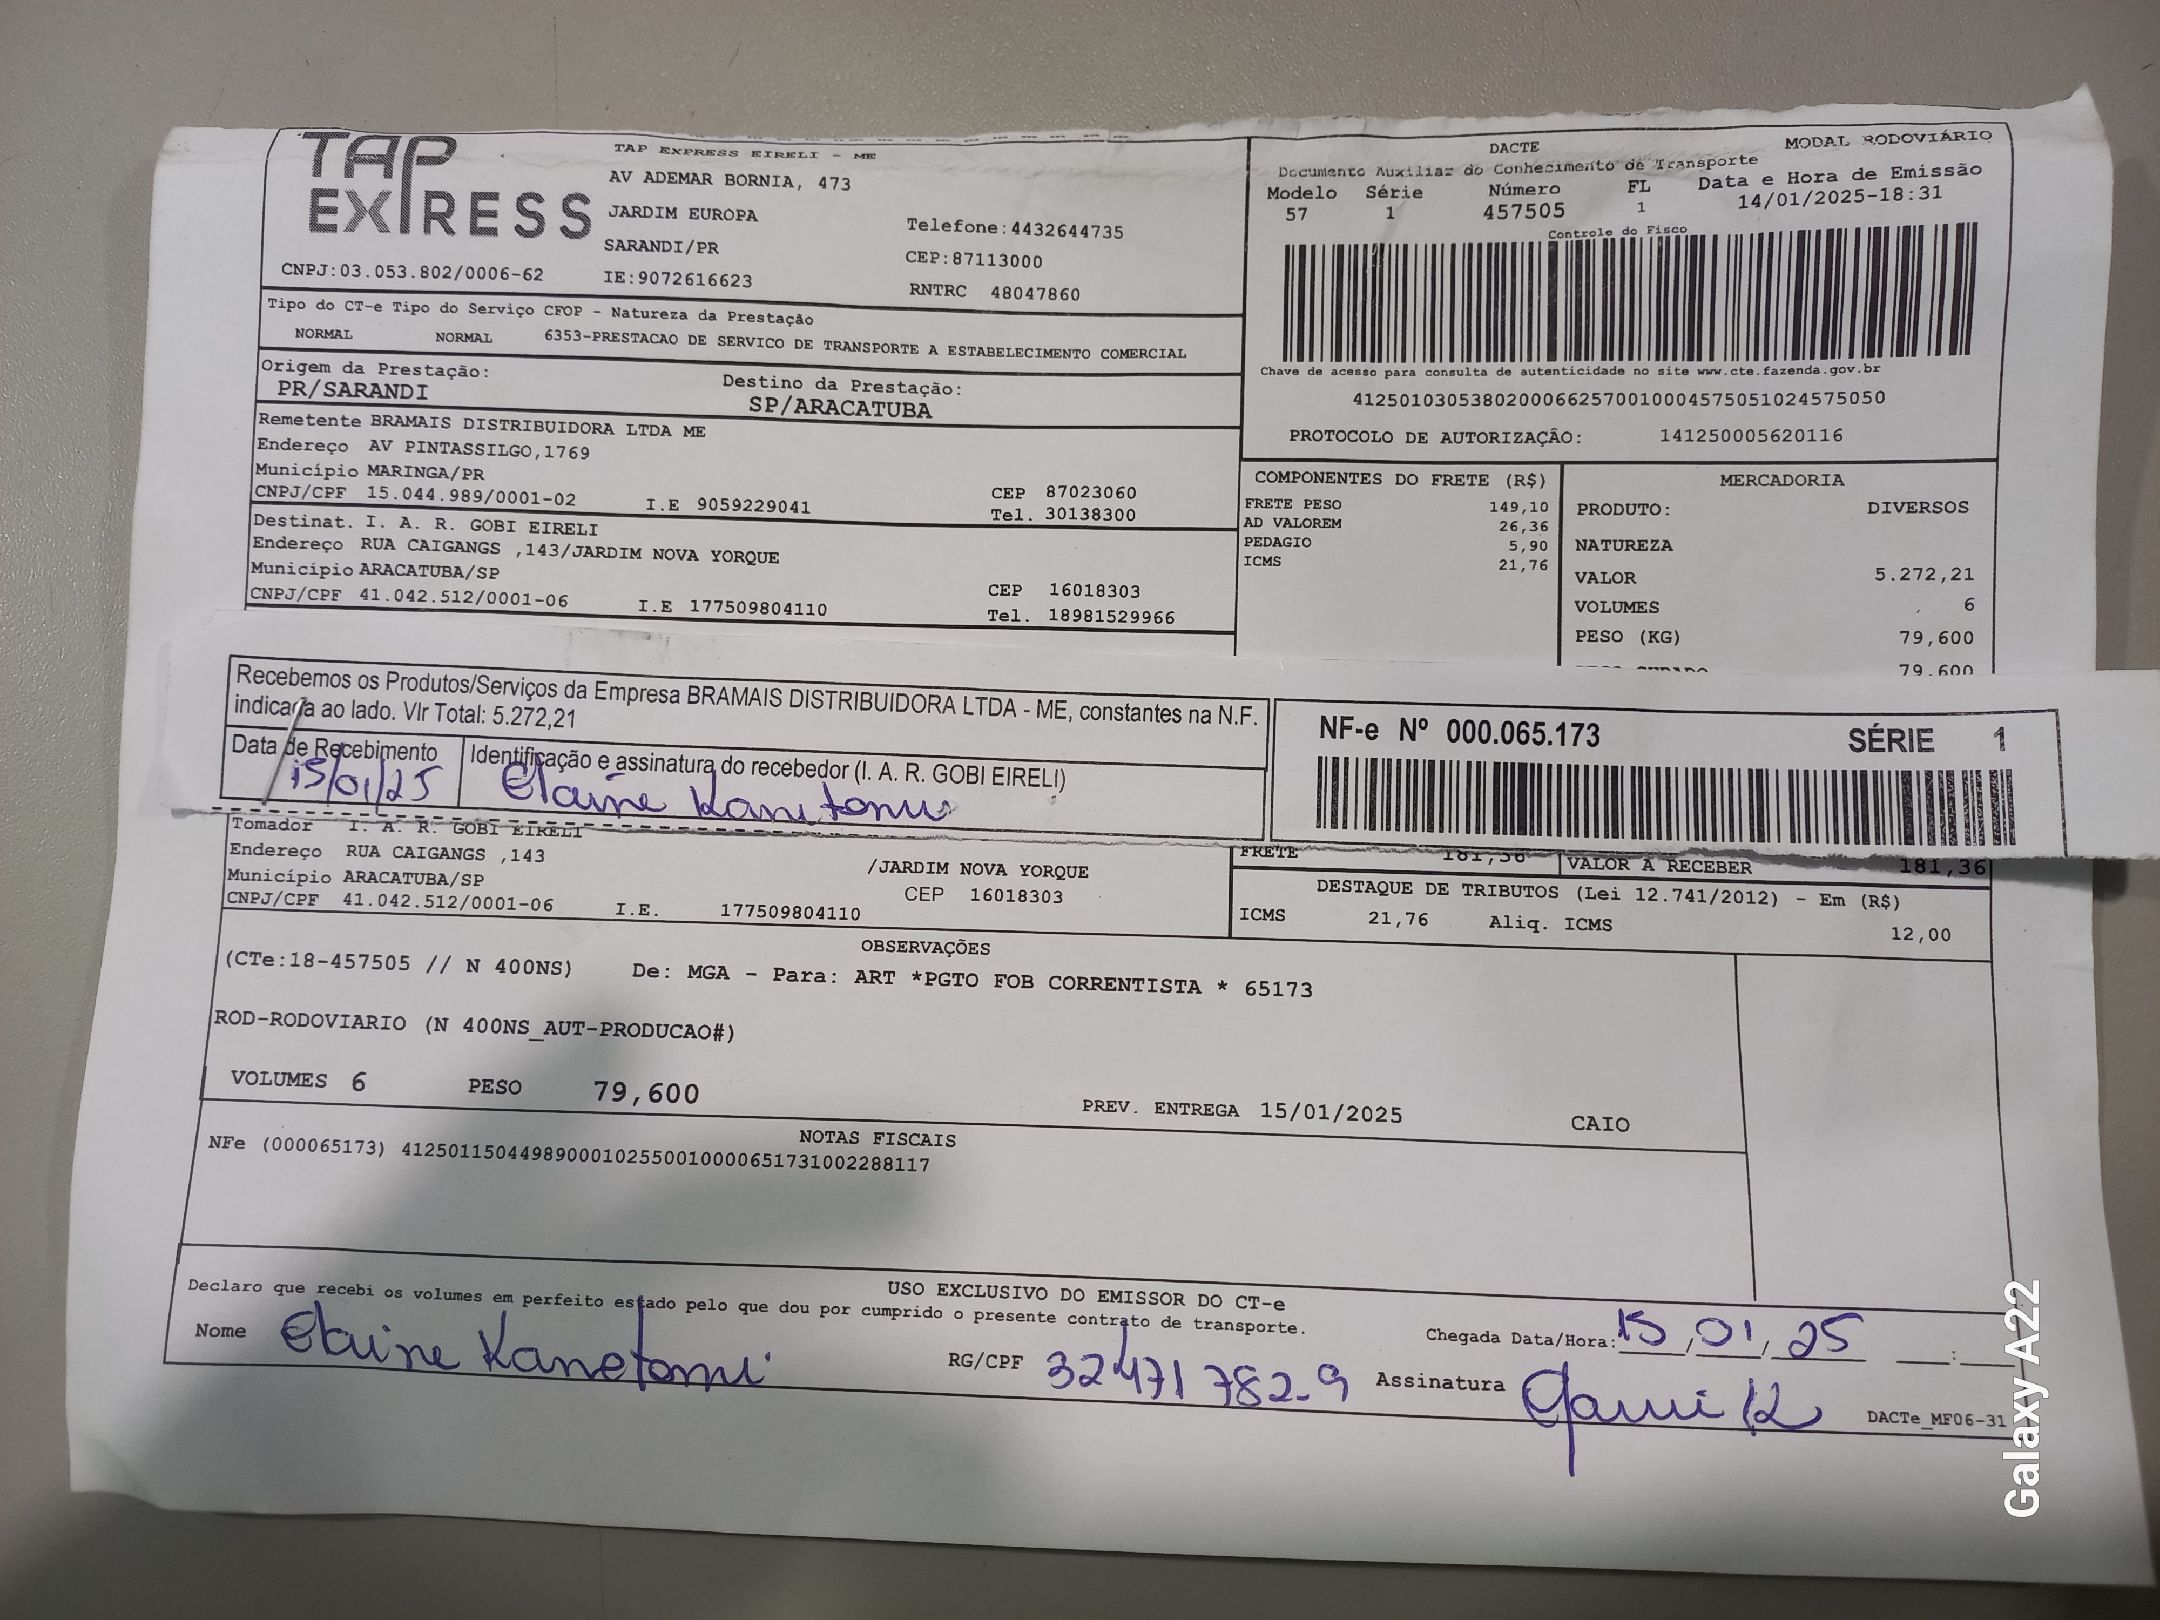 TAP EXPRESS
TAP EXPRESS EIRELI - ME
AV ADEMAR BORNIA, 473
JARDIM EUROPA Telefone:4432644735
SARANDI/PR CEP:87113000
CNPJ:03.053.802/0006-62 IE:9072616623 RNTRC 48047860
DACTE MODAL RODOVIÁRIO
Documento Auxiliar do Conhecimento de Transporte
Modelo Série Número FL Data e Hora de Emissão
57 1 457505 1 14/01/2025-18:31
Controle do Fisco
Chave de acesso para consulta de autenticidade no site www.cte.fazenda.gov.br
41250103053802000662570010004575051024575050
PROTOCOLO DE AUTORIZAÇÃO: 141250005620116
Tipo do CT-e Tipo do Serviço CFOP - Natureza da Prestação
NORMAL NORMAL 6353-PRESTACAO DE SERVICO DE TRANSPORTE A ESTABELECIMENTO COMERCIAL
Origem da Prestação: Destino da Prestação:
PR/SARANDI SP/ARACATUBA
Remetente BRAMAIS DISTRIBUIDORA LTDA ME
Endereço AV PINTASSILGO,1769
Município MARINGA/PR CEP 87023060
CNPJ/CPF 15.044.989/0001-02 I.E 9059229041 Tel. 30138300
Destinat. I. A. R. GOBI EIRELI
Endereço RUA CAIGANGS ,143/JARDIM NOVA YORQUE
Município ARACATUBA/SP CEP 16018303
CNPJ/CPF 41.042.512/0001-06 I.E 177509804110 Tel. 18981529966
COMPONENTES DO FRETE (R$)
FRETE PESO 149,10
AD VALOREM 26,36
PEDAGIO 5,90
ICMS 21,76
MERCADORIA
PRODUTO: DIVERSOS
NATUREZA
VALOR 5.272,21
VOLUMES 6
PESO (KG) 79,600
79,600
Recebemos os Produtos/Serviços da Empresa BRAMAIS DISTRIBUIDORA LTDA - ME, constantes na N.F.
indicada ao lado. Vlr Total: 5.272,21
Data de Recebimento Identificação e assinatura do recebedor (I. A. R. GOBI EIRELI)
15/01/25 Elaine Kanetomi
NF-e Nº 000.065.173 SÉRIE 1
Tomador I. A. R. GOBI EIRELI
Endereço RUA CAIGANGS ,143 /JARDIM NOVA YORQUE
Município ARACATUBA/SP CEP 16018303
CNPJ/CPF 41.042.512/0001-06 I.E. 177509804110
FRETE 181,36 VALOR A RECEBER 181,36
DESTAQUE DE TRIBUTOS (Lei 12.741/2012) - Em (R$)
ICMS 21,76 Aliq. ICMS 12,00
OBSERVAÇÕES
(CTe:18-457505 // N 400NS) De: MGA - Para: ART *PGTO FOB CORRENTISTA * 65173
ROD-RODOVIARIO (N 400NS_AUT-PRODUCAO#)
VOLUMES 6 PESO 79,600 PREV. ENTREGA 15/01/2025 CAIO
NOTAS FISCAIS
NFe (000065173) 41250115044989000102550010000651731002288117
USO EXCLUSIVO DO EMISSOR DO CT-e
Declaro que recebi os volumes em perfeito estado pelo que dou por cumprido o presente contrato de transporte.
Nome Elaine Kanetomi RG/CPF 32471782-9 Chegada Data/Hora: 15/01/25 :
Assinatura
DACTe_MF06-31
Galaxy A22